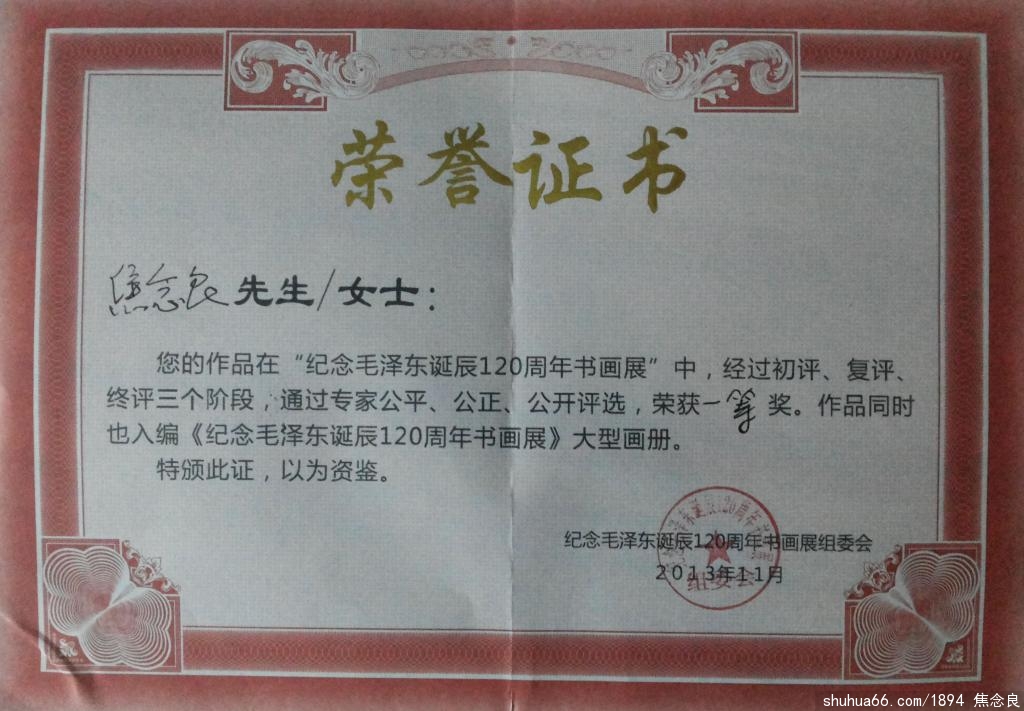 荣誉证书
焦念良先生/女士：
您的作品在“纪念毛泽东诞辰120周年书画展”中，经过初评、复评、
终评三个阶段，通过专家公平、公正、公开评选，荣获一等奖。作品同时
也入编《纪念毛泽东诞辰120周年书画展》大型画册。
特颁此证，以为资鉴。
纪念毛泽东诞辰120周年书画展组委会
2013年11月
组委会
shuhua66.com/1894 焦念良